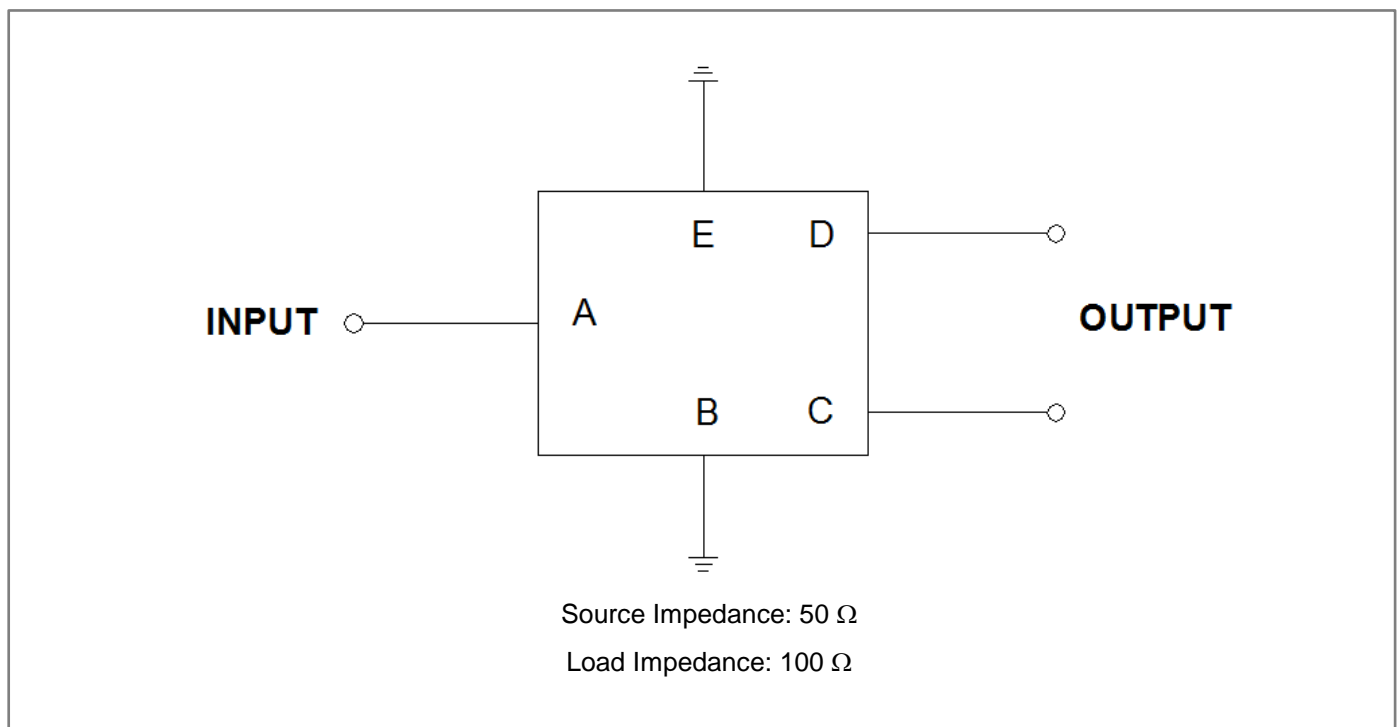 E D
INPUT A OUTPUT
B C
Source Impedance: 50 Ω
Load Impedance: 100 Ω